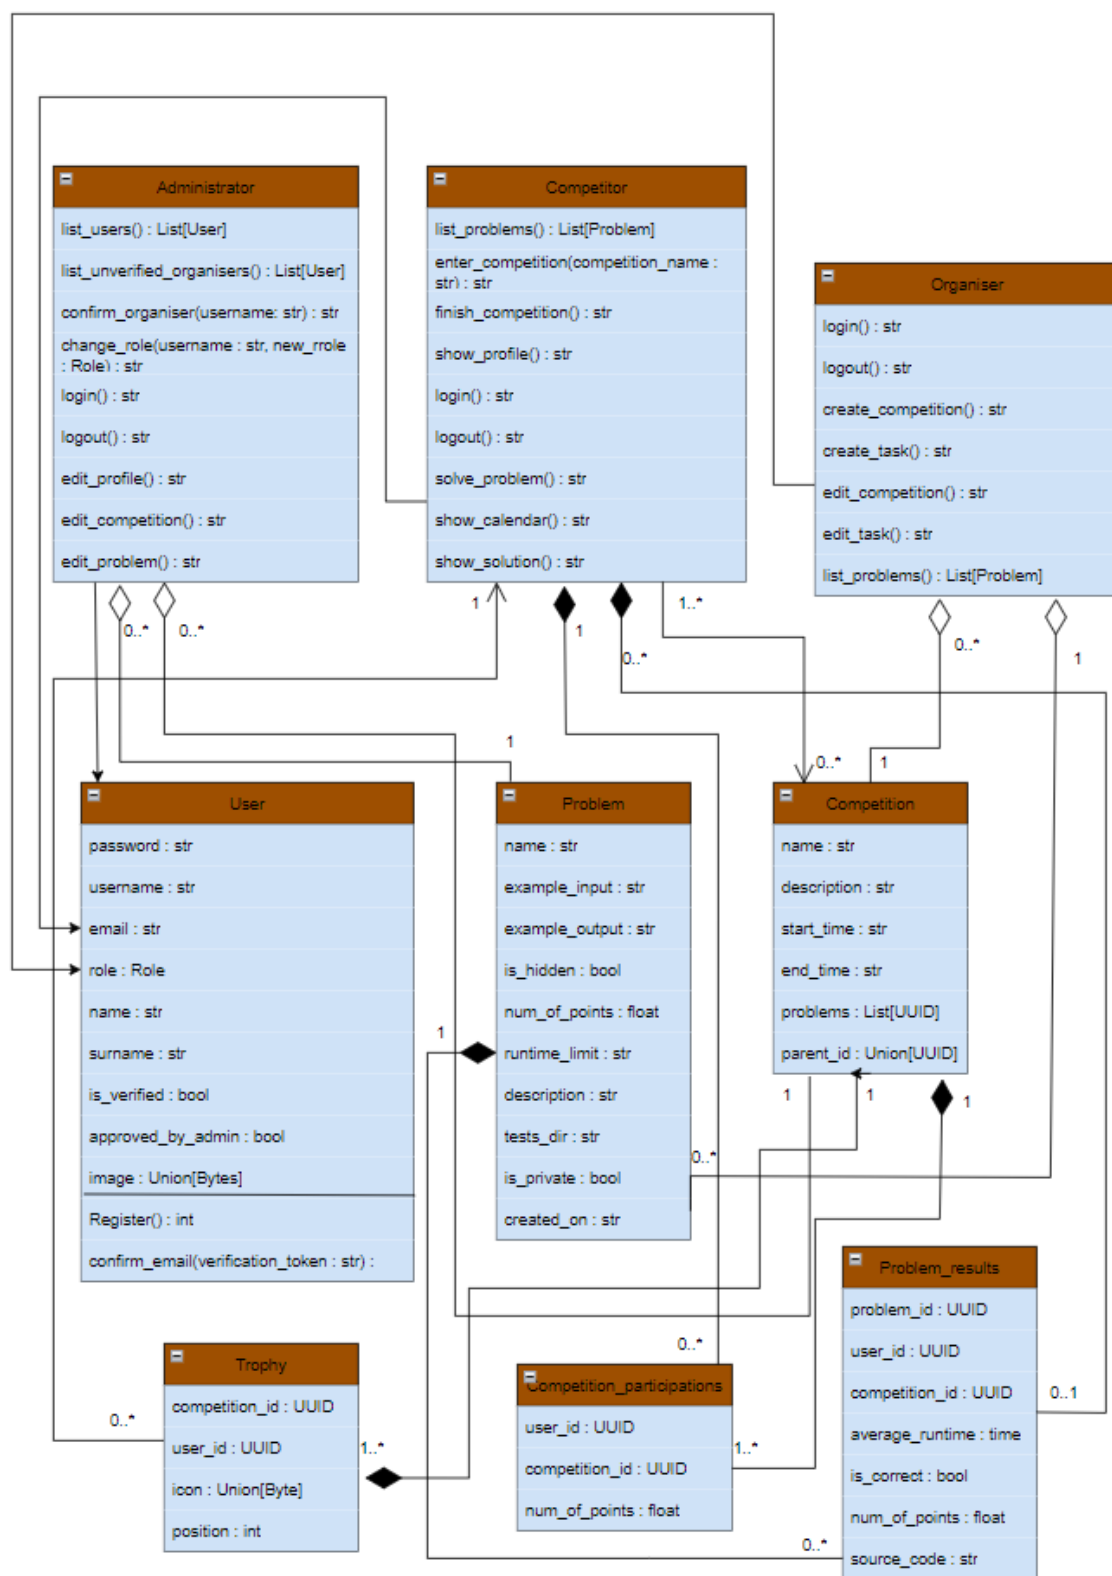 Administrator
list_users() : List[User]
list_unverified_organisers() : List[User]
confirm_organiser(username: str) : str
change_role(username : str, new_rrole
: Role) : str
login() : str
logout() : str
edit_profile() : str
edit_competition() : str
edit_problem() : str
Competitor
list_problems() : List[Problem]
enter_competition(competition_name :
str) : str
finish_competition() : str
show_profile() : str
login() : str
logout() : str
solve_problem() : str
show_calendar() : str
show_solution() : str
Organiser
login() : str
logout() : str
create_competition() : str
create_task() : str
edit_competition() : str
edit_task() : str
list_problems() : List[Problem]
0..*
0..*
1
1
0..*
1..*
0..*
1
1
0..*
1
User
password : str
username : str
email : str
role : Role
name : str
surname : str
is_verified : bool
approved_by_admin : bool
image : Union[Bytes]
Register() : int
confirm_email(verification_token : str) :
Problem
name : str
example_input : str
example_output : str
is_hidden : bool
num_of_points : float
runtime_limit : str
description : str
tests_dir : str
is_private : bool
created_on : str
Competition
name : str
description : str
start_time : str
end_time : str
problems : List[UUID]
parent_id : Union[UUID]
1
1
1
1
0..*
Trophy
competition_id : UUID
user_id : UUID
icon : Union[Byte]
position : int
0..*
1..*
0..*
Competition_participations
user_id : UUID
competition_id : UUID
num_of_points : float
1..*
0..*
Problem_results
problem_id : UUID
user_id : UUID
competition_id : UUID
average_runtime : time
is_correct : bool
num_of_points : float
source_code : str
0..1